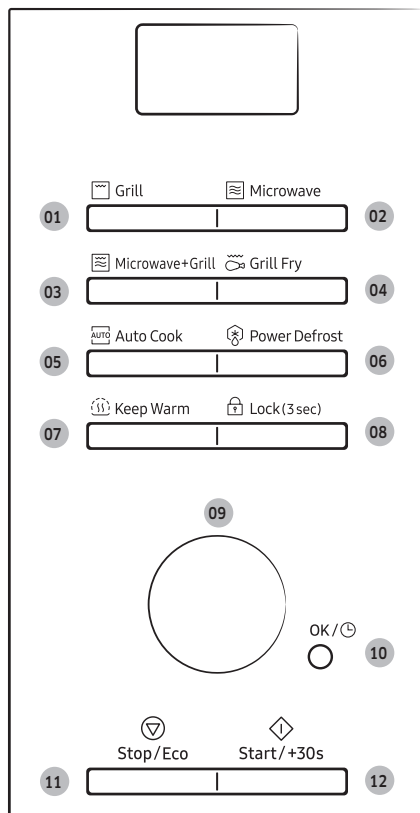 Grill Microwave
01 02
Microwave+Grill Grill Fry
03 04
AUTO Auto Cook Power Defrost
05 06
Keep Warm Lock (3 sec)
07 08
09
OK/
10
Stop/Eco Start/+30s
11 12